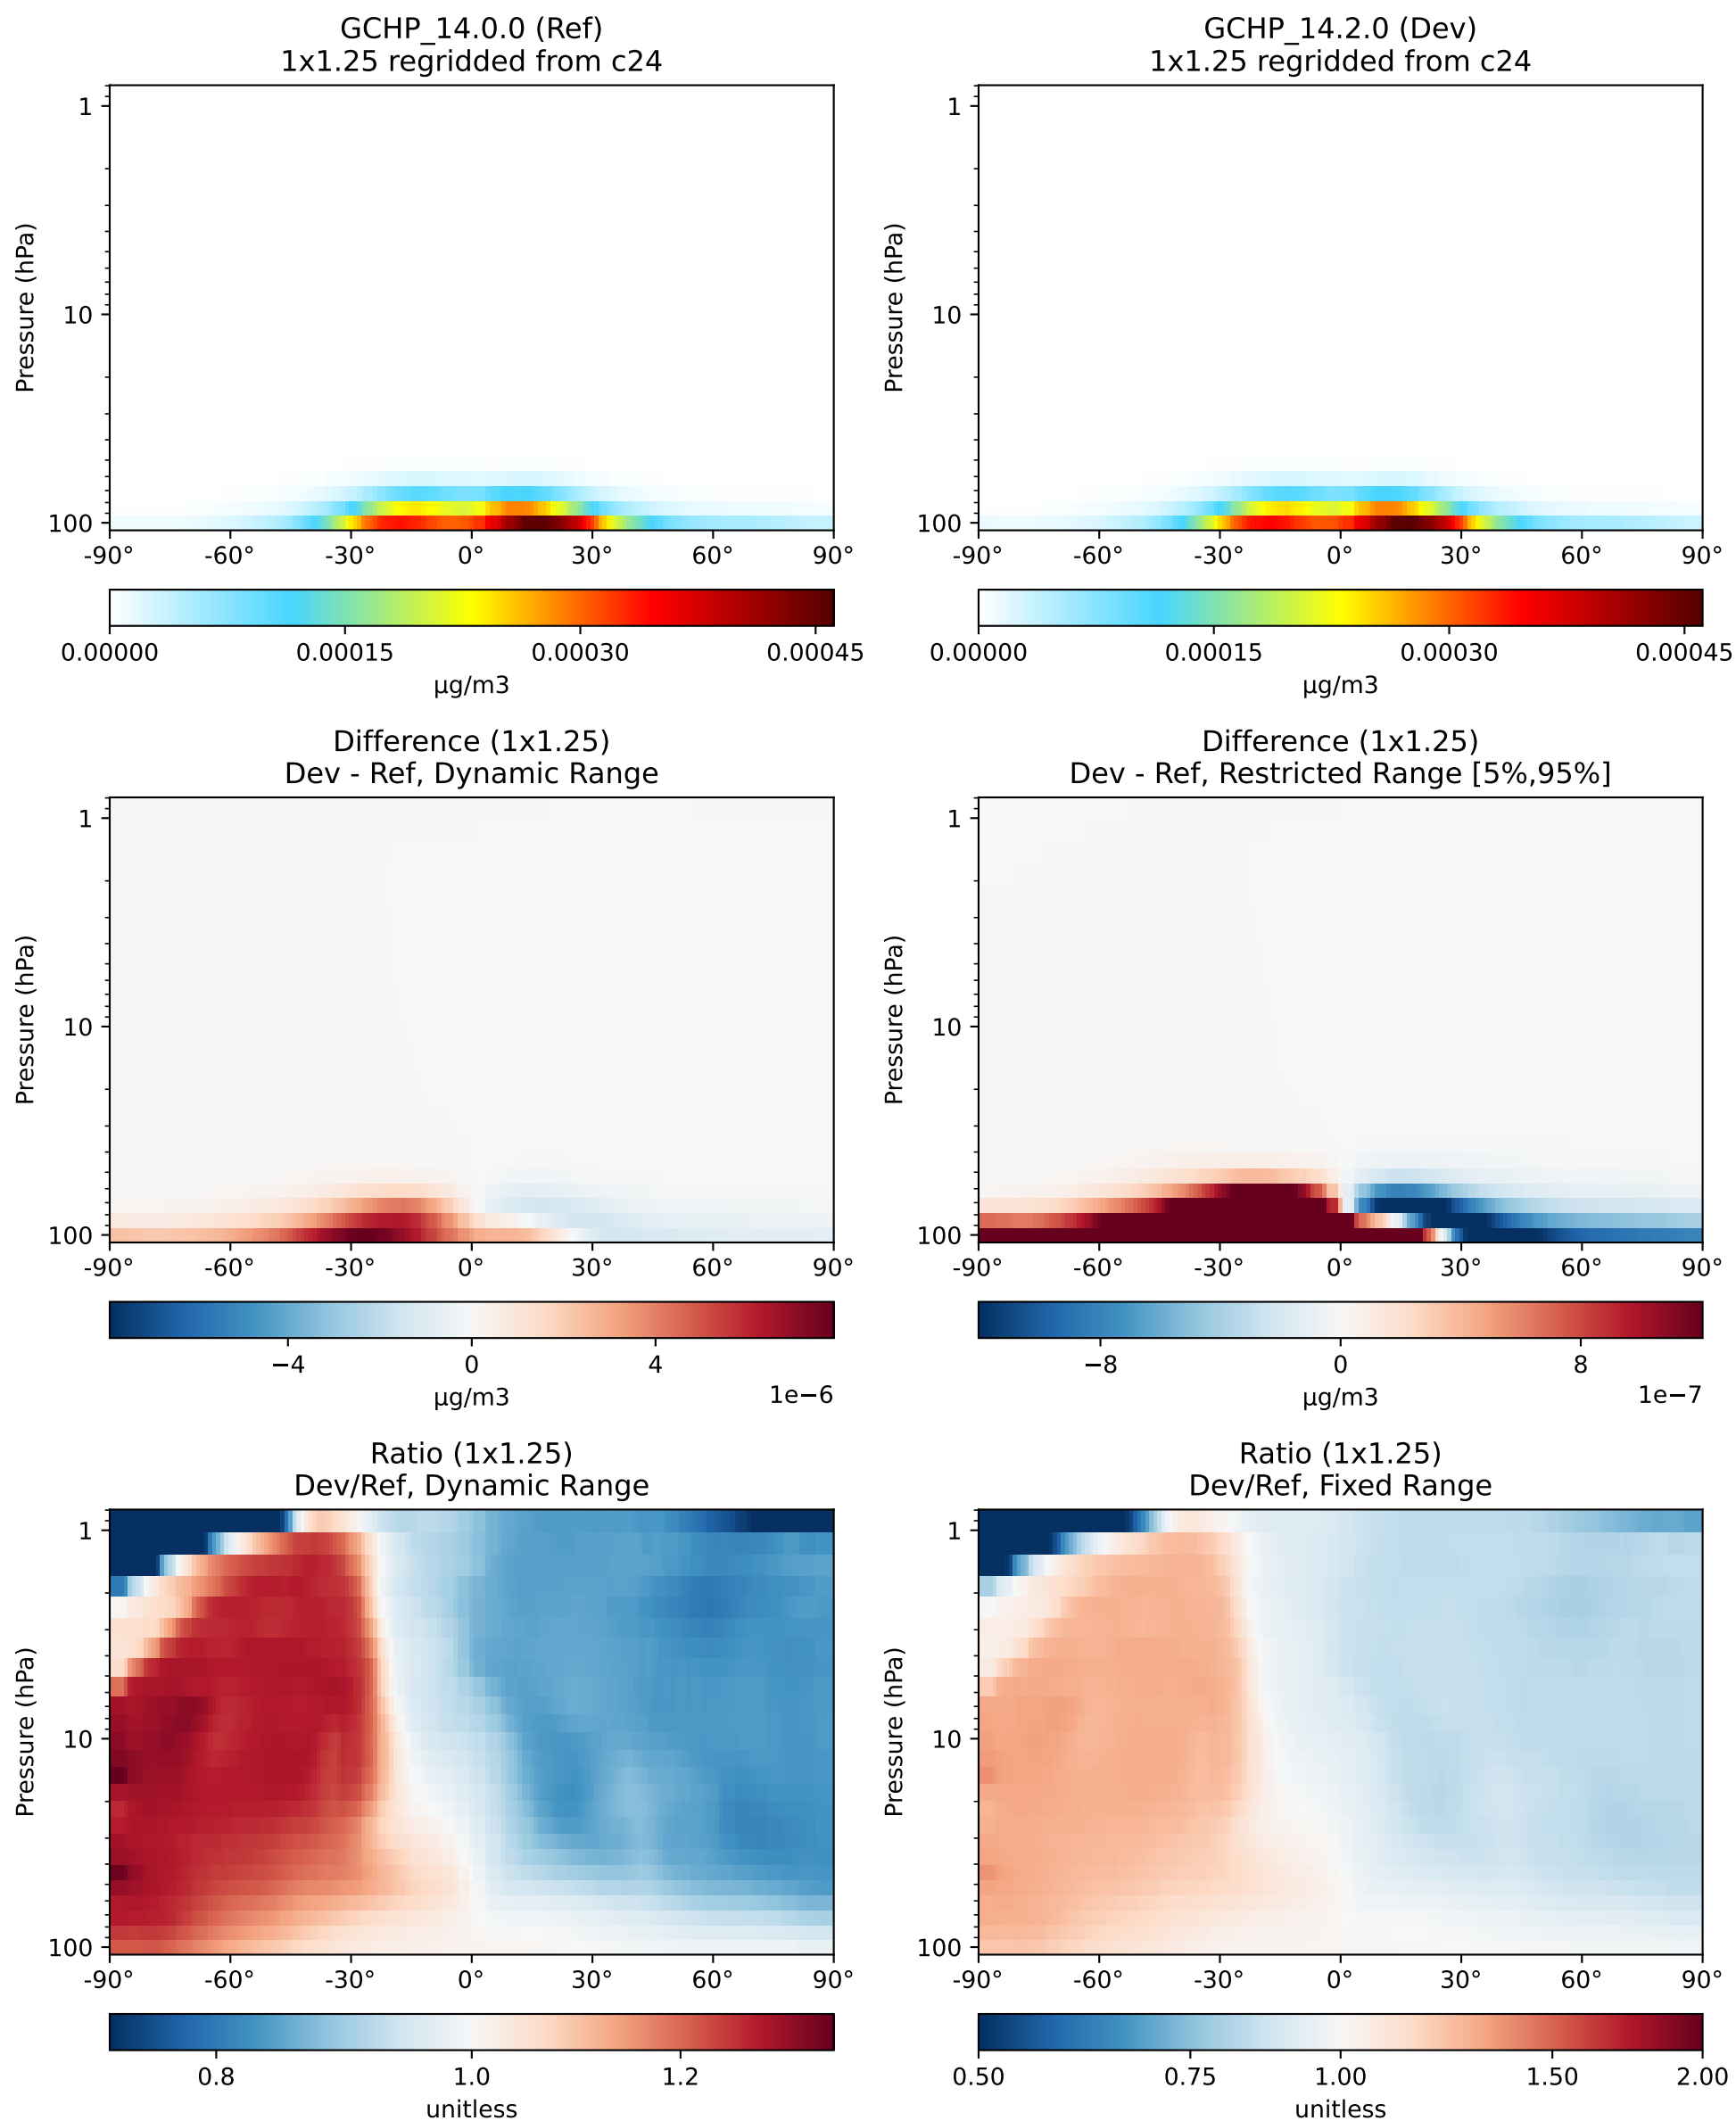 GCHP_14.0.0 (Ref)
1x1.25 regridded from c24
Pressure (hPa)
1
10
100
-90° -60° -30° 0° 30° 60° 90°
0.00000 0.00015 0.00030 0.00045
µg/m3
GCHP_14.2.0 (Dev)
1x1.25 regridded from c24
Pressure (hPa)
1
10
100
-90° -60° -30° 0° 30° 60° 90°
0.00000 0.00015 0.00030 0.00045
µg/m3
Difference (1x1.25)
Dev - Ref, Dynamic Range
Pressure (hPa)
1
10
100
-90° -60° -30° 0° 30° 60° 90°
−4 0 4
µg/m3 1e−6
Difference (1x1.25)
Dev - Ref, Restricted Range [5%,95%]
Pressure (hPa)
1
10
100
-90° -60° -30° 0° 30° 60° 90°
−8 0 8
µg/m3 1e−7
Ratio (1x1.25)
Dev/Ref, Dynamic Range
Pressure (hPa)
1
10
100
-90° -60° -30° 0° 30° 60° 90°
0.8 1.0 1.2
unitless
Ratio (1x1.25)
Dev/Ref, Fixed Range
Pressure (hPa)
1
10
100
-90° -60° -30° 0° 30° 60° 90°
0.50 0.75 1.00 1.50 2.00
unitless